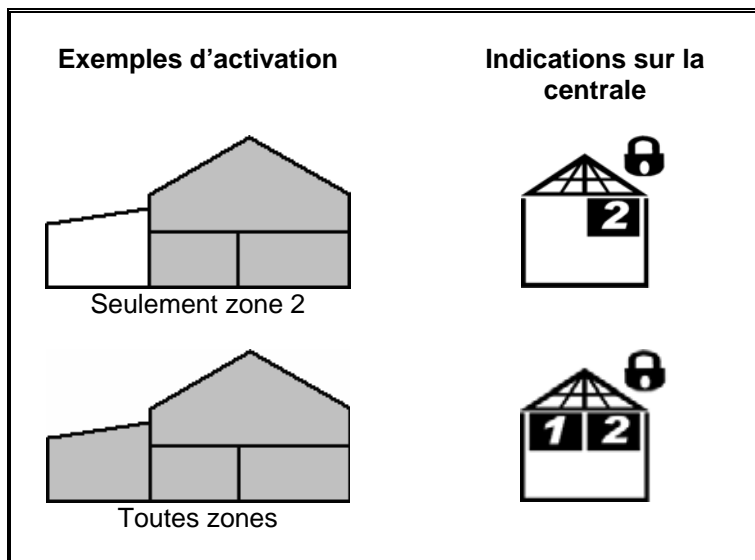 Exemples d'activation
Indications sur la
centrale
2
Seulement zone 2
1 2
Toutes zones